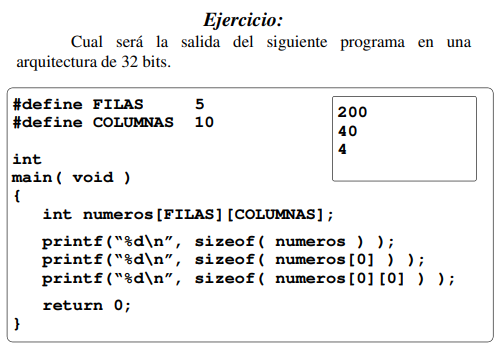 Ejercicio:
Cual será la salida del siguiente programa en una
arquitectura de 32 bits.
#define FILAS 5
#define COLUMNAS 10
200
40
4
int
main( void )
{
int numeros[FILAS][COLUMNAS];
printf(“%d\n”, sizeof( numeros ) );
printf(“%d\n”, sizeof( numeros[0] ) );
printf(“%d\n”, sizeof( numeros[0][0] ) );
return 0;
}